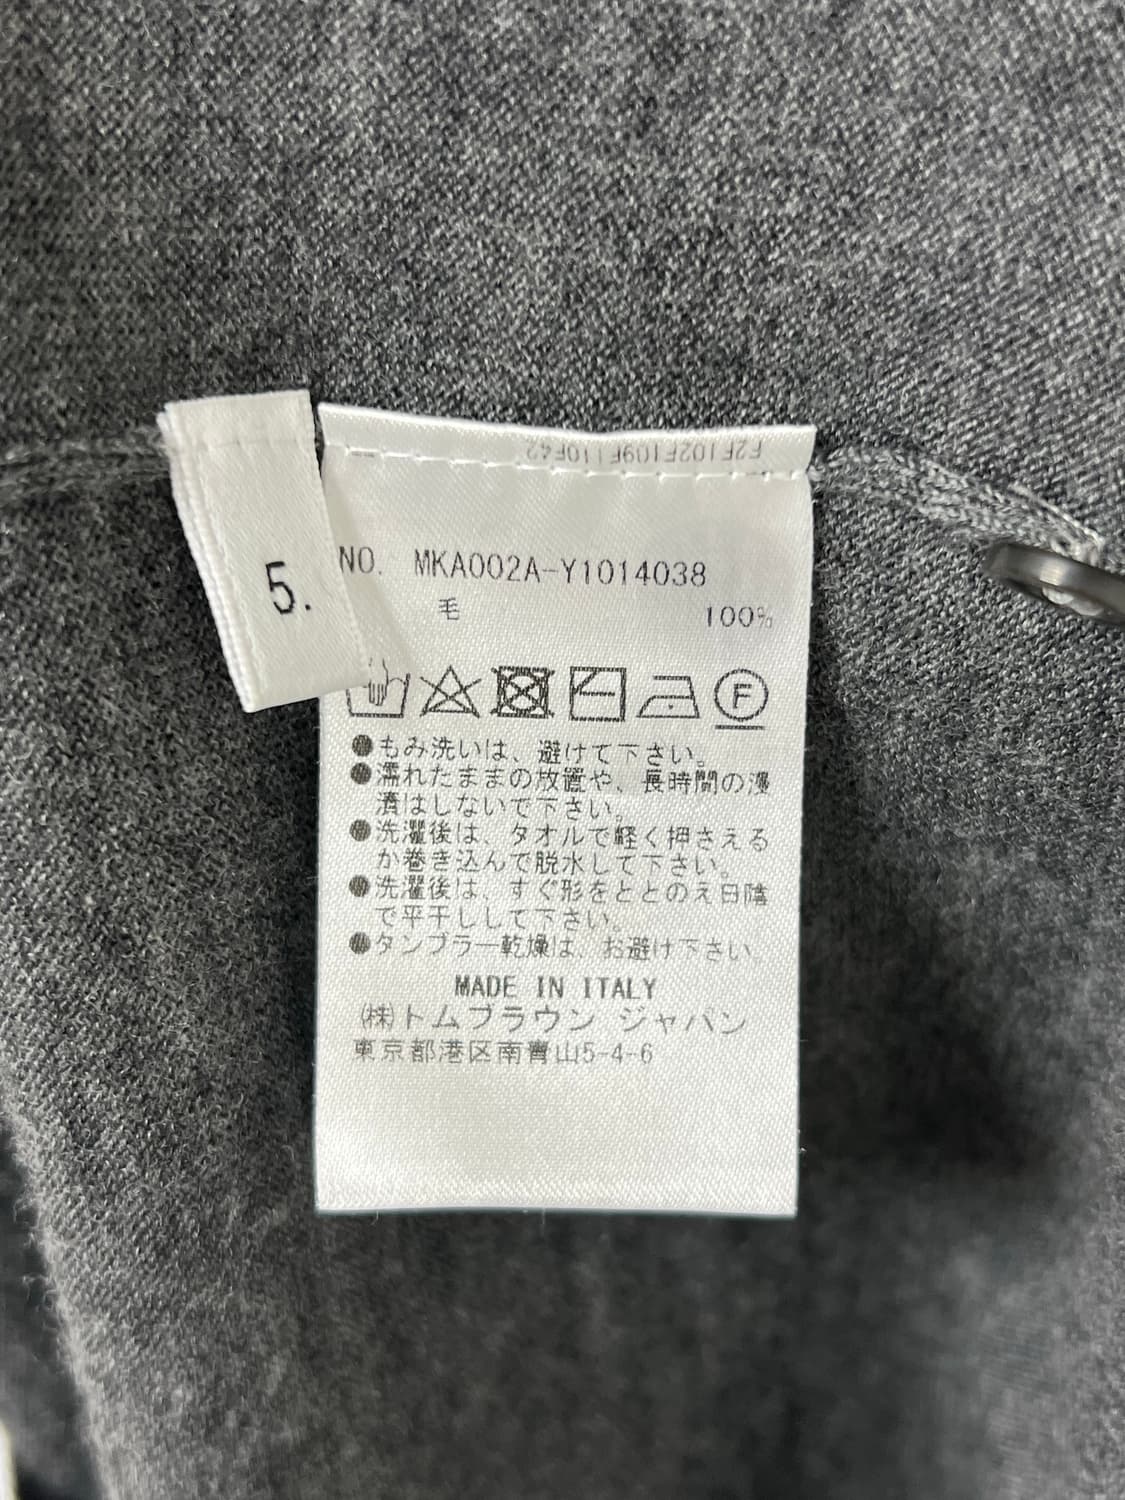 F2F102F109F110F42
5.
NO. MKA002A-Y1014038
毛 100%
F
●もみ洗いは、避けて下さい。
●濡れたままの放置や、長時間の浸
漬はしないで下さい。
●洗濯後は、タオルで軽く押さえる
か巻き込んで脱水して下さい。
●洗濯後は、すぐ形をととのえ日陰
で平干しして下さい。
●タンブラー乾燥は、お避け下さい。
MADE IN ITALY
㈱トムブラウン ジャパン
東京都港区南青山5-4-6